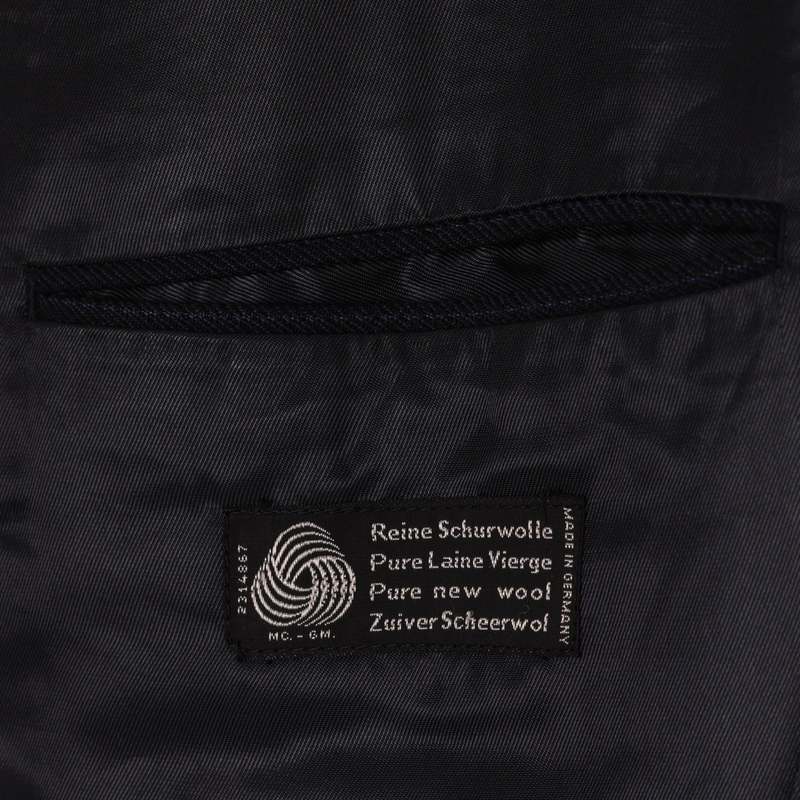 2314867
MC. - GM.
Reine Schurwolle
Pure Laine Vierge
Pure new wool
Zuiver Scheerwol
MADE IN GERMANY